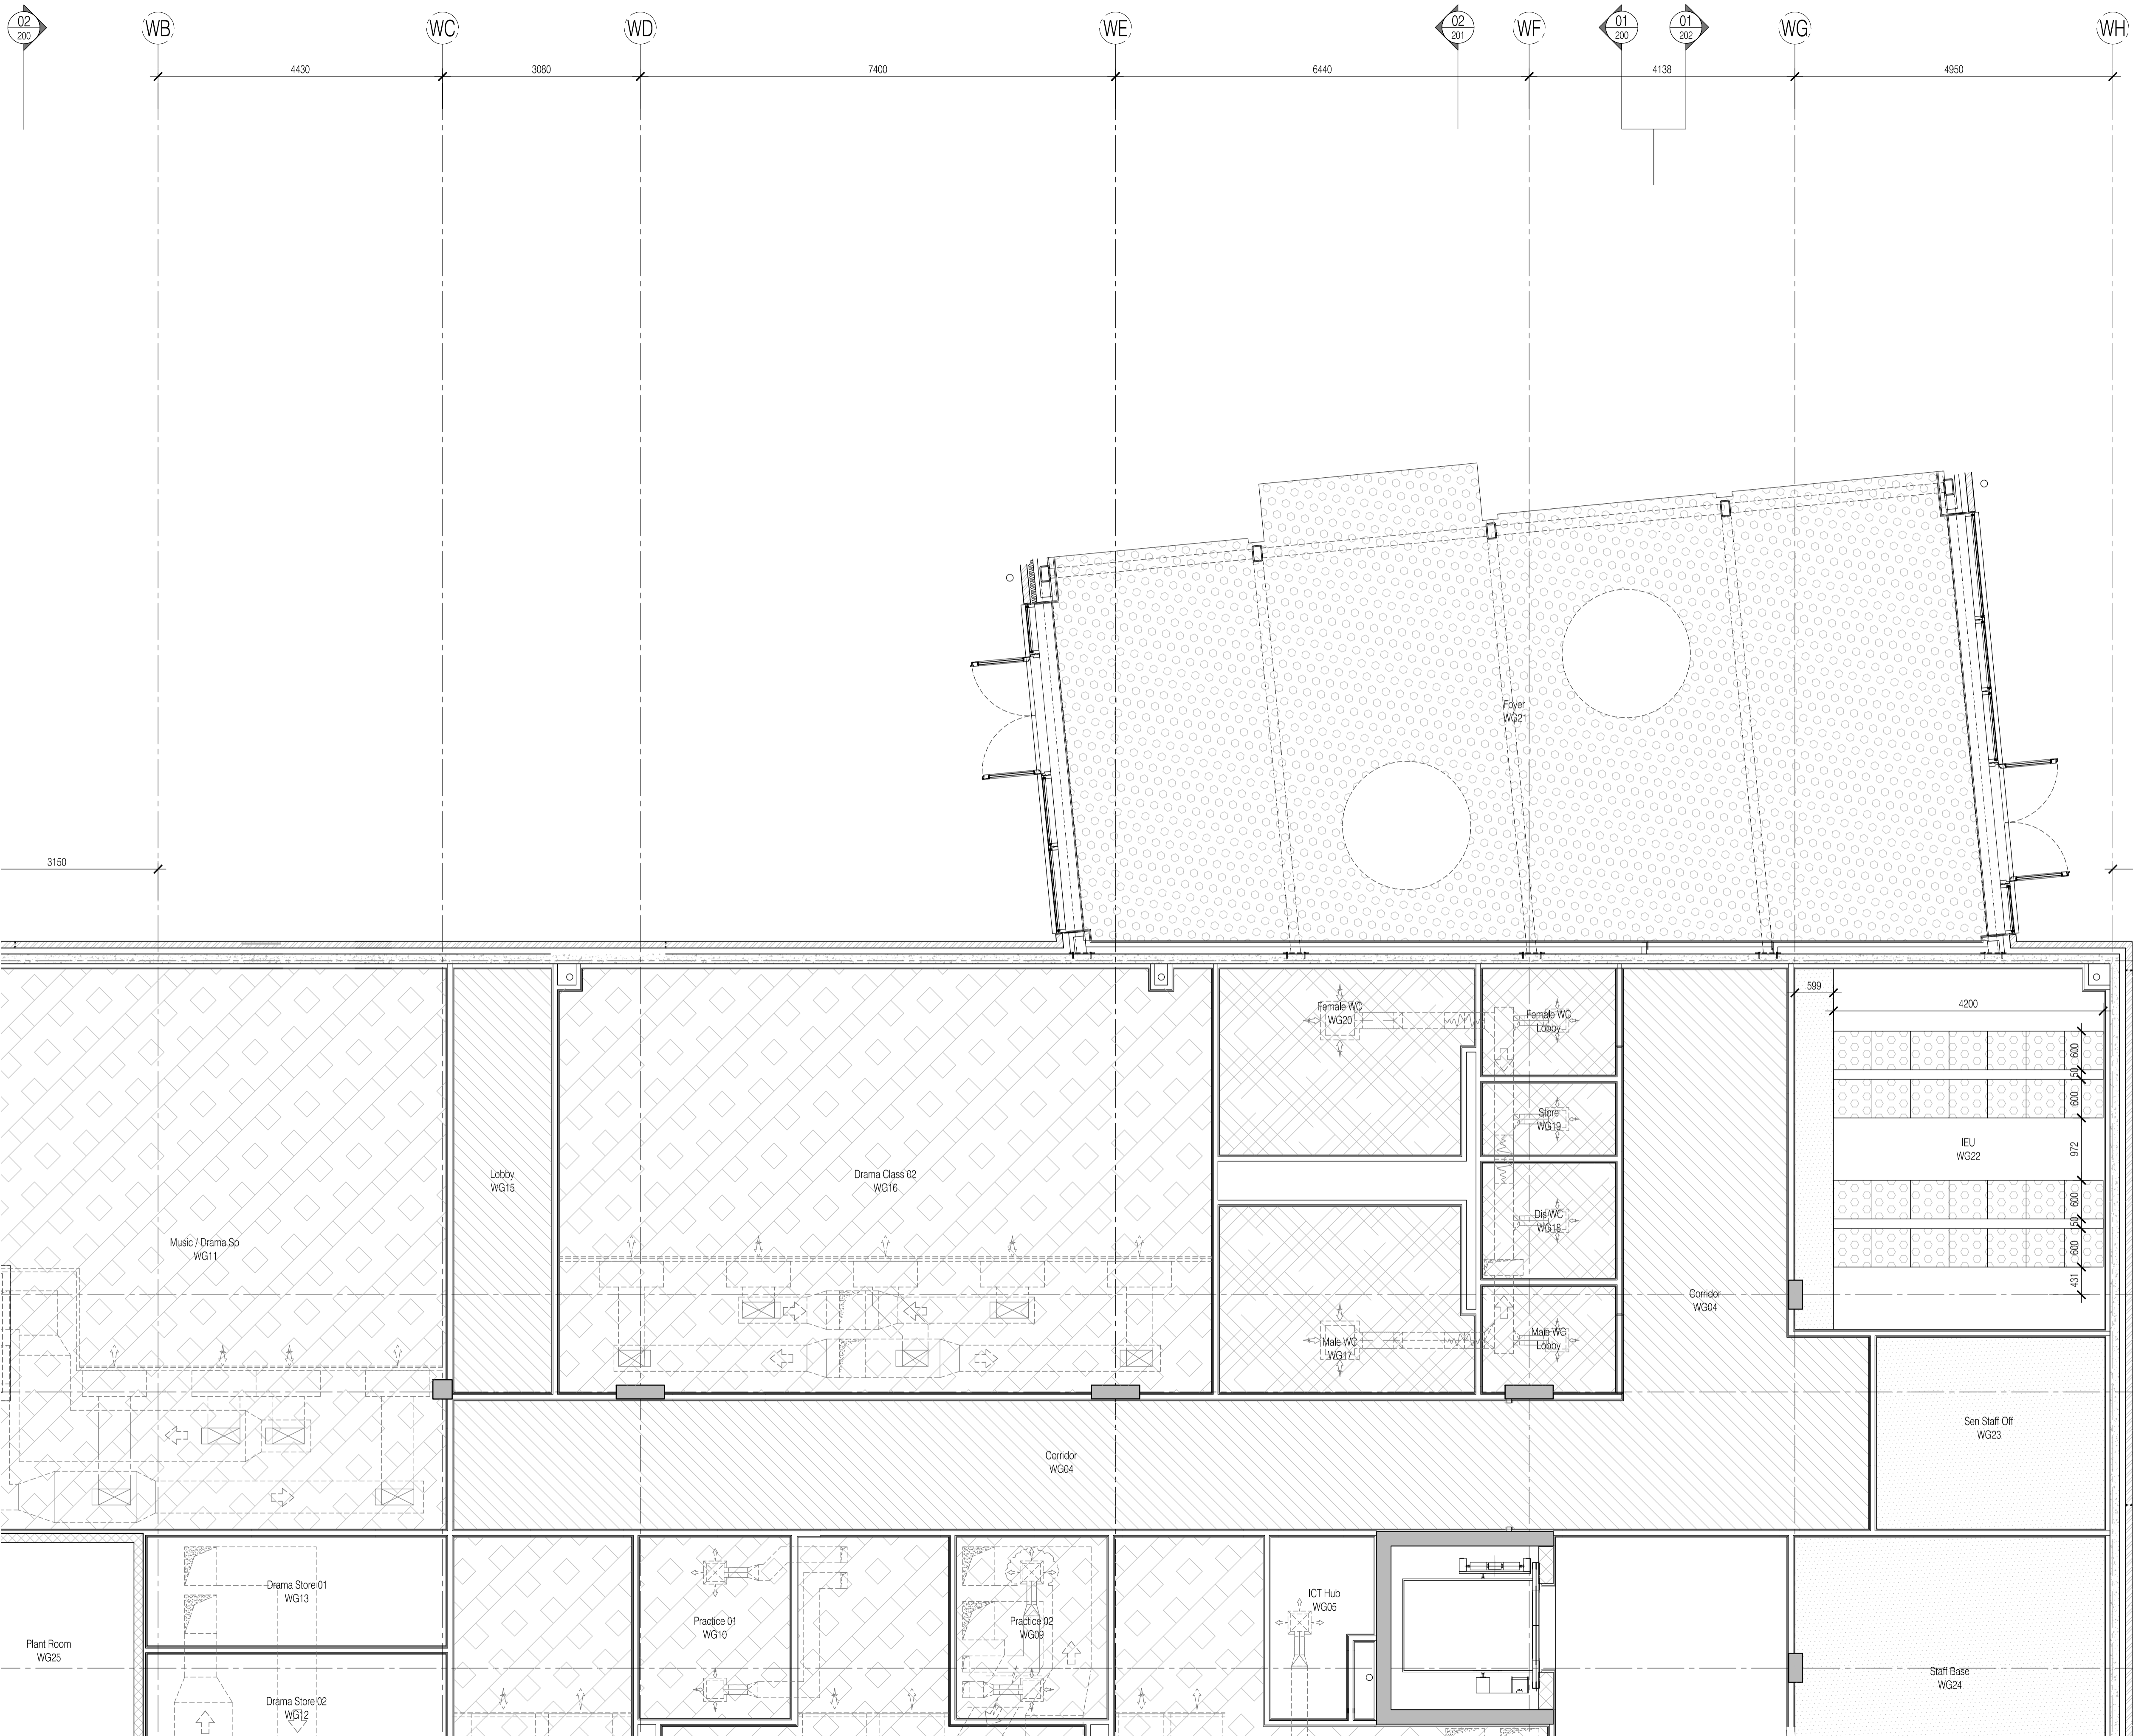 02
200
WB
WC
WD
WE
02
201
WF
01
200
01
202
WG
WH
4430
3080
7400
6440
4138
4950
Foyer
WG21
3150
599
4200
Female WC
WG20
Female WC
Lobby
600
50
600
Store
WG19
IEU
WG22
972
Lobby
WG15
Drama Class 02
WG16
600
50
600
431
Dis WC
WG18
Music / Drama Sp
WG11
Corridor
WG04
Male WC
WG17
Male WC
Lobby
Sen Staff Off
WG23
Corridor
WG04
Drama Store 01
WG13
ICT Hub
WG05
Practice 01
WG10
Practice 02
WG09
Plant Room
WG25
Staff Base
WG24
Drama Store 02
WG12